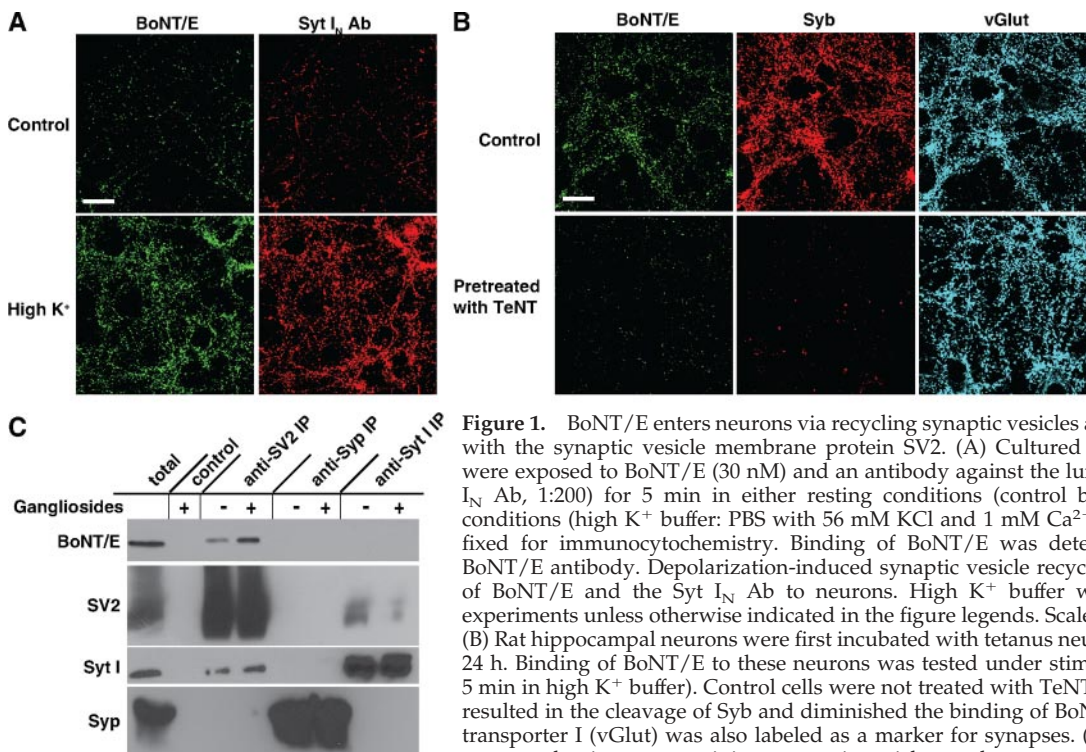 A
BoNT/E
Syt I_N Ab
Control
High K⁺
B
BoNT/E
Syb
vGlut
Control
Pretreated
with TeNT
C
total
control
anti-SV2 IP
anti-Syp IP
anti-Syt I IP
Gangliosides + - + - + - +
BoNT/E
SV2
Syt I
Syp
Figure 1. BoNT/E enters neurons via recycling synaptic vesicles
with the synaptic vesicle membrane protein SV2. (A) Cultured
were exposed to BoNT/E (30 nM) and an antibody against the
I_N Ab, 1:200) for 5 min in either resting conditions (control
conditions (high K⁺ buffer: PBS with 56 mM KCl and 1 mM
fixed for immunocytochemistry. Binding of BoNT/E was
BoNT/E antibody. Depolarization-induced synaptic vesicle
of BoNT/E and the Syt I_N Ab to neurons. High K⁺ buffer
experiments unless otherwise indicated in the figure legends.
(B) Rat hippocampal neurons were first incubated with tetanus
24 h. Binding of BoNT/E to these neurons was tested under
5 min in high K⁺ buffer). Control cells were not treated with TeNT
resulted in the cleavage of Syb and diminished the binding of
transporter I (vGlut) was also labeled as a marker for synapses.